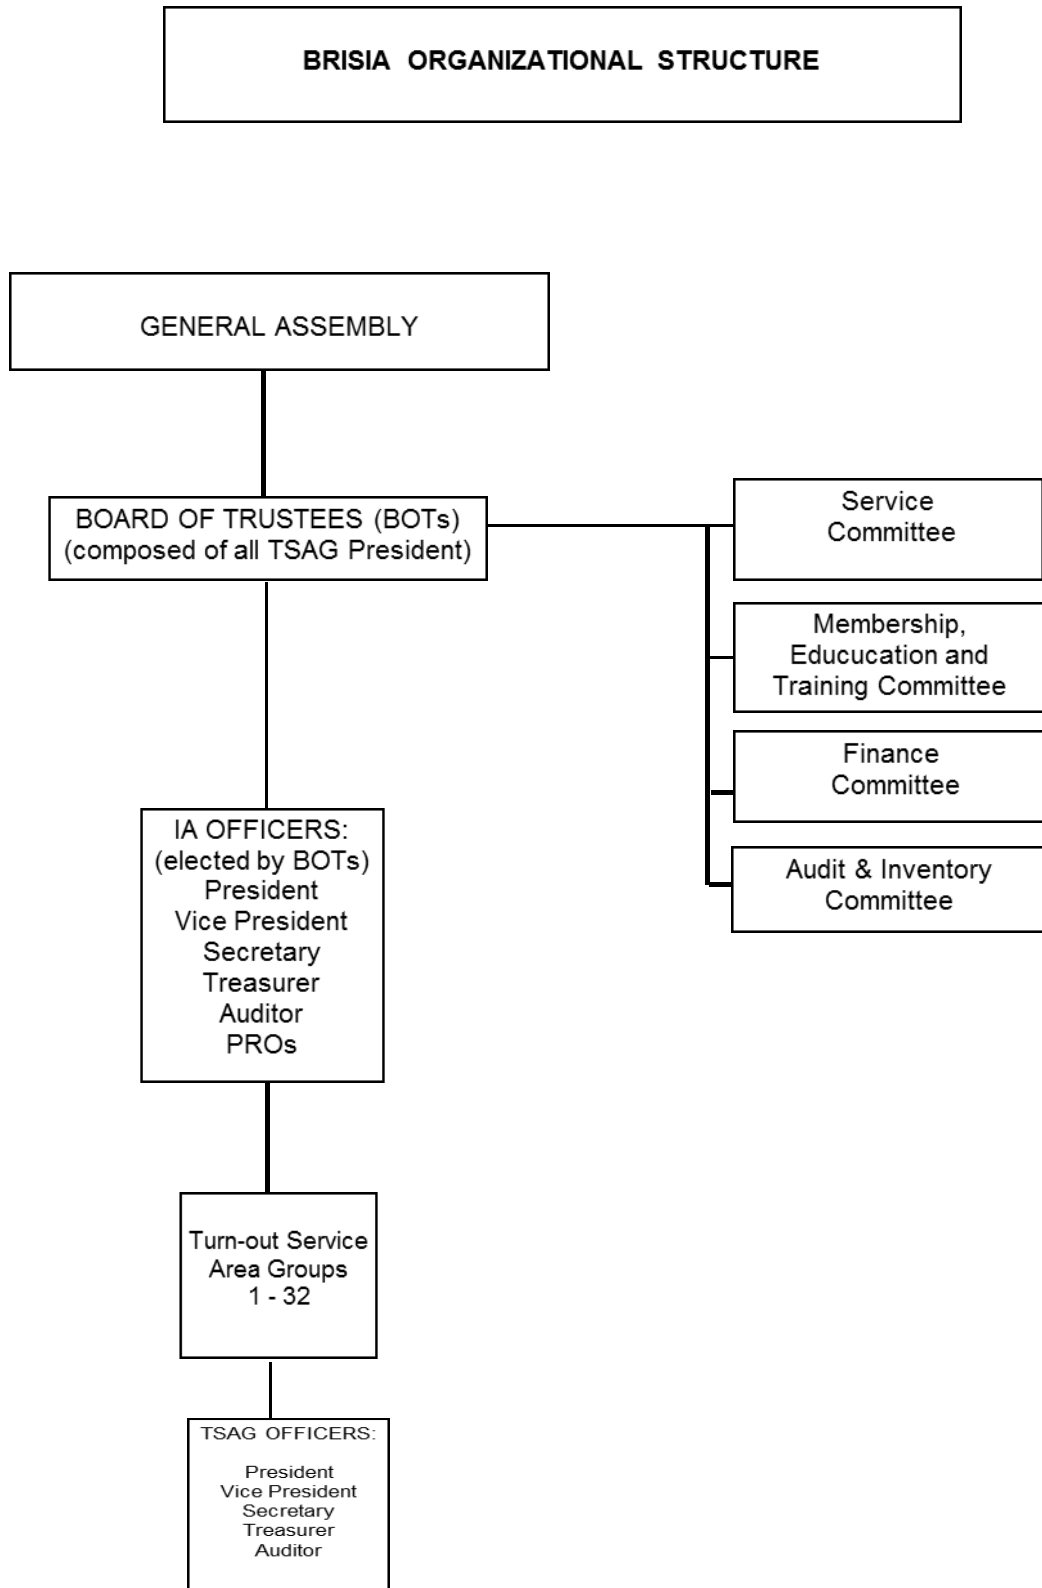 BRISIA ORGANIZATIONAL STRUCTURE
GENERAL ASSEMBLY
BOARD OF TRUSTEES (BOTs)
(composed of all TSAG President)
Service
Committee
Membership,
Educucation and
Training Committee
Finance
Committee
Audit & Inventory
Committee
IA OFFICERS:
(elected by BOTs)
President
Vice President
Secretary
Treasurer
Auditor
PROs
Turn-out Service
Area Groups
1 - 32
TSAG OFFICERS:
President
Vice President
Secretary
Treasurer
Auditor